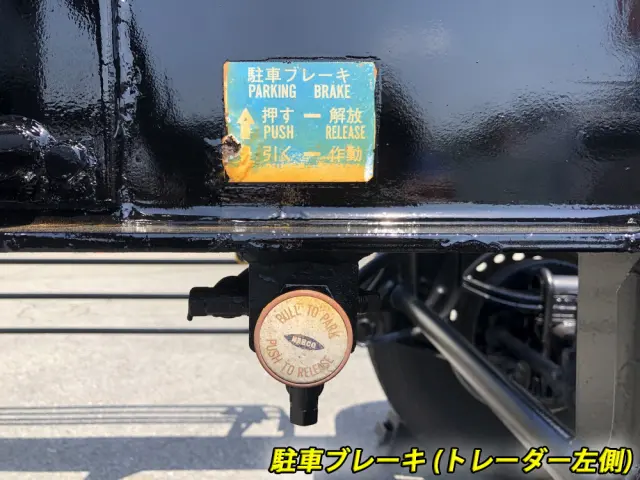 駐車ブレーキ
PARKING BRAKE
押す ー 解放
PUSH RELEASE
引く ー 作動
PULL TO PARK
NABCO
PUSH TO RELEASE
駐車ブレーキ (トレーダー左側)